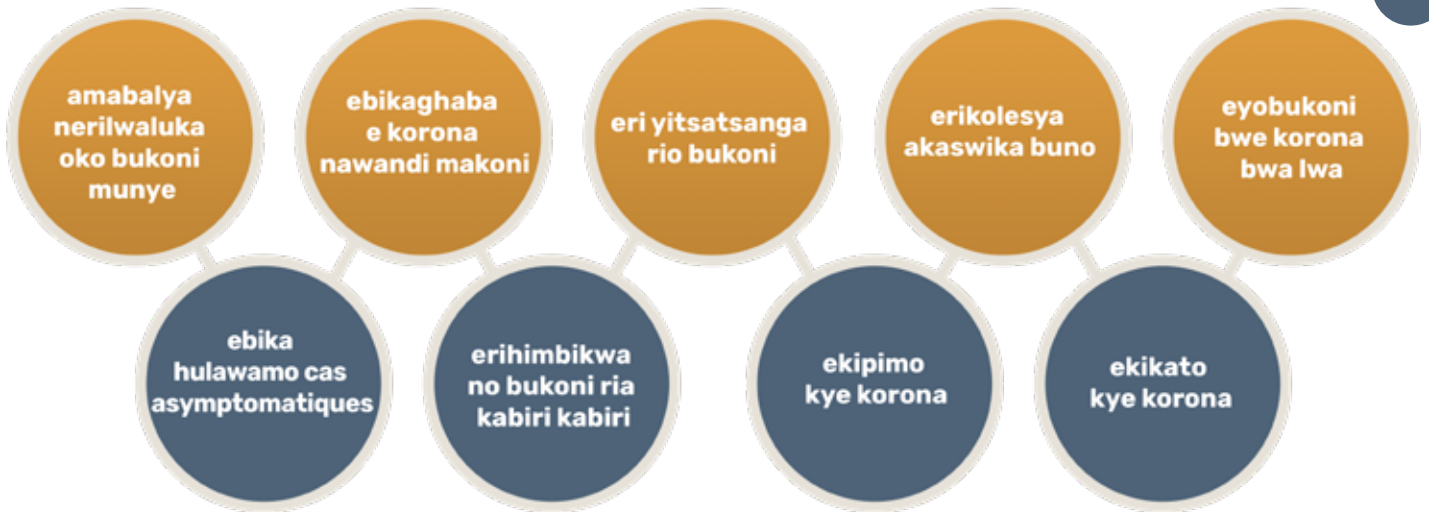 amabalya
nerilwaluka
oko bukoni
munye
ebika
hulawamo cas
asymptomatiques
ebikaghaba
e korona
nawandi makoni
erihimbikwa
no bukoni ria
kabiri kabiri
eri yitsatsanga
rio bukoni
ekipimo
kye korona
erikolesya
akaswika buno
ekikato
kye korona
eyobukoni
bwe korona
bwa lwa